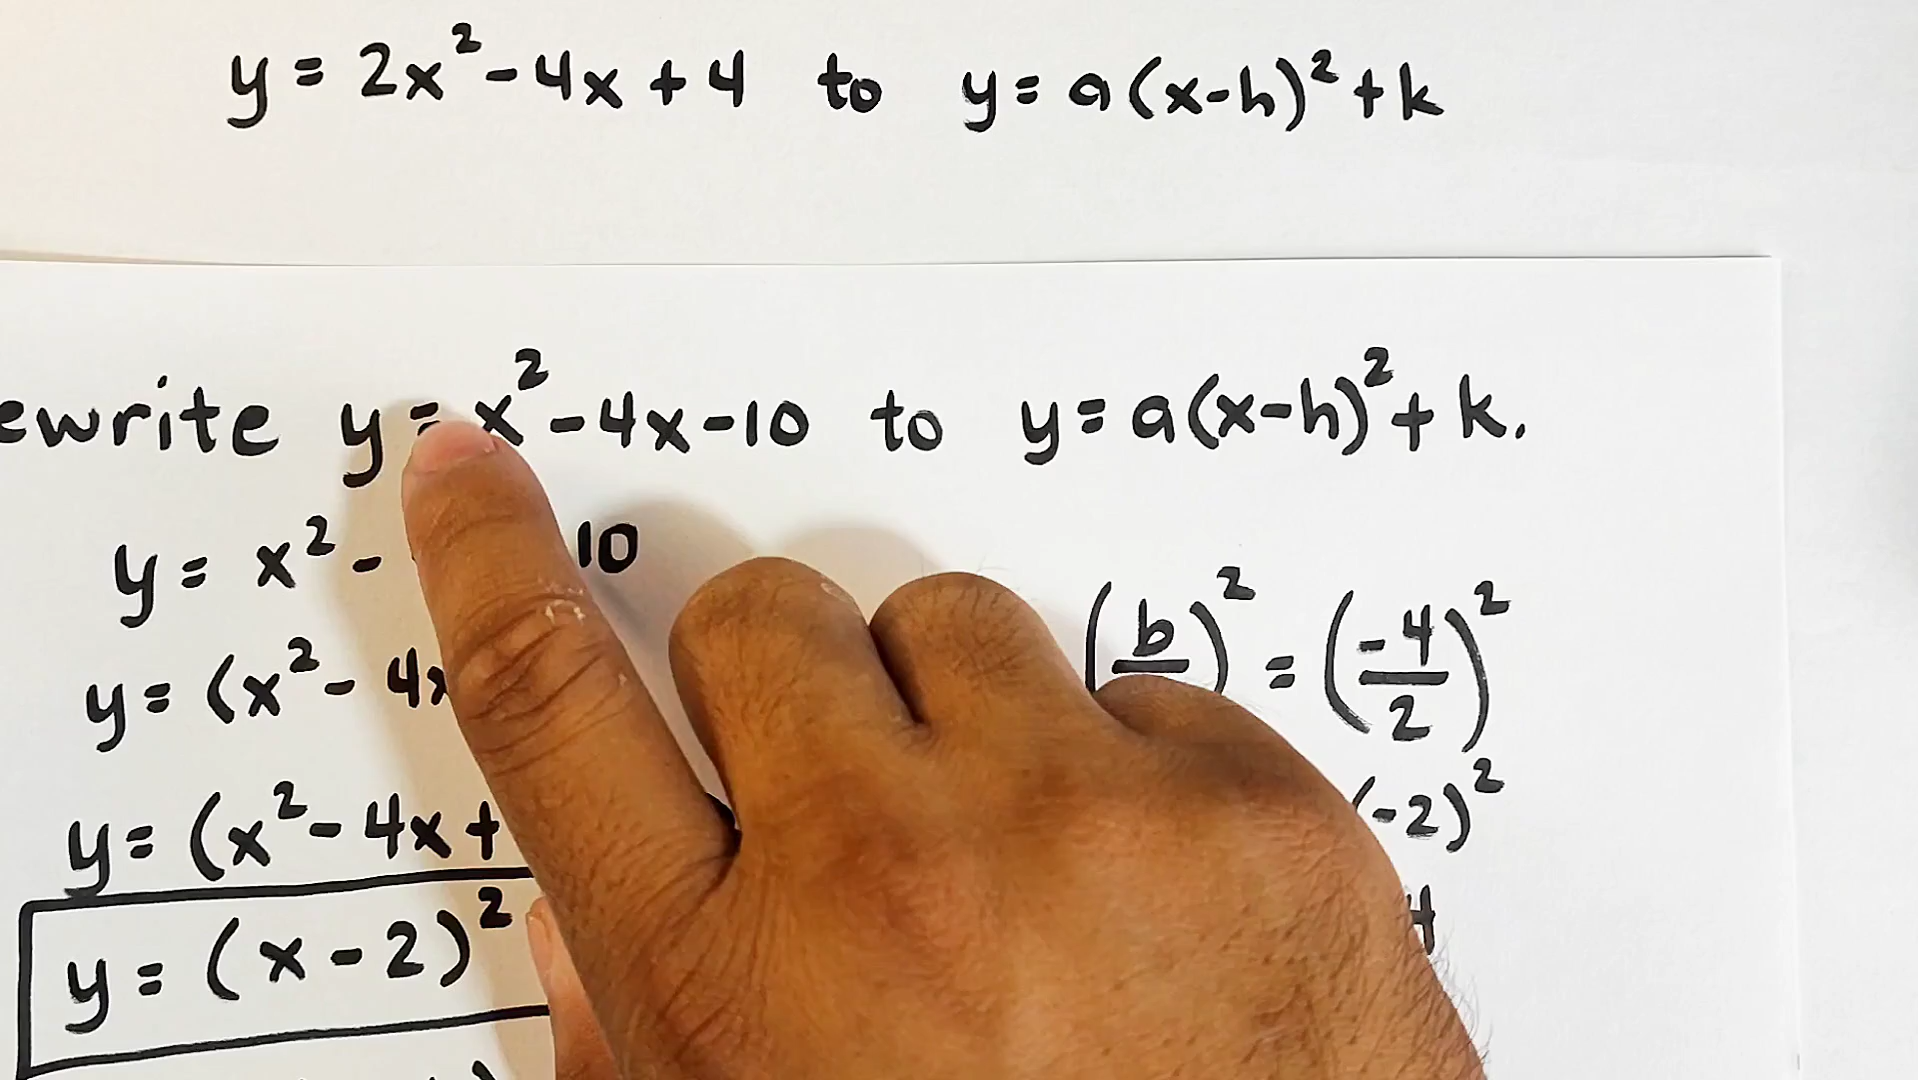 y = 2x² - 4x + 4 to y = a(x-h)² + k
ewrite y = x² - 4x - 10 to y = a(x-h)² + k.
y = x² - 10
y = (x² - 4x
y = (x² - 4x +
y = (x - 2)²
(b/)² = (-4/2)²
(-2)²
4